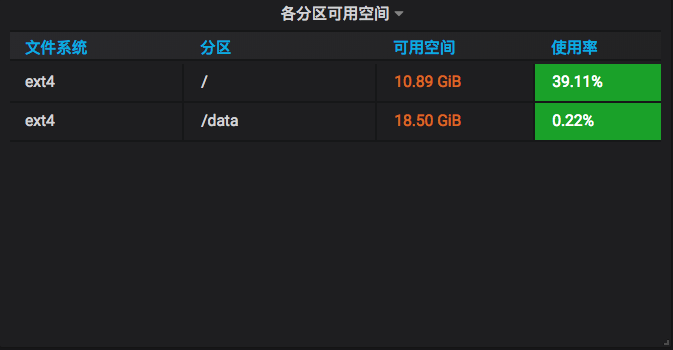 各分区可用空间
文件系统 分区 可用空间 使用率
ext4 / 10.89 GiB 39.11%
ext4 /data 18.50 GiB 0.22%